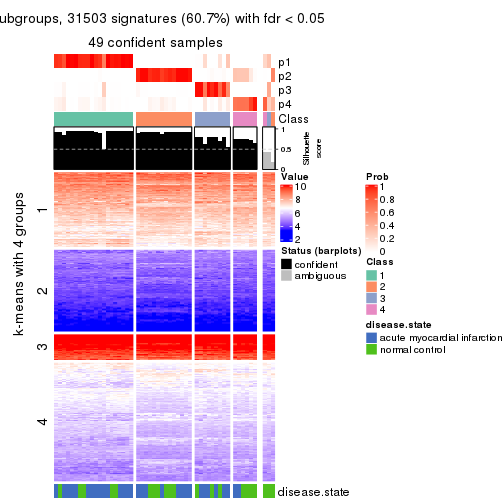 ubgroups, 31503 signatures (60.7%) with fdr < 0.05
49 confident samples
p1
p2
p3
p4
Class
1
0.5
0
Silhouette
score
k-means with 4 groups
1
2
3
4
Value
10
8
6
4
2
Status (barplots)
confident
ambiguous
Prob
1
0.8
0.6
0.4
0.2
0
Class
1
2
3
4
disease.state
acute myocardial infarction
normal control
disease.state